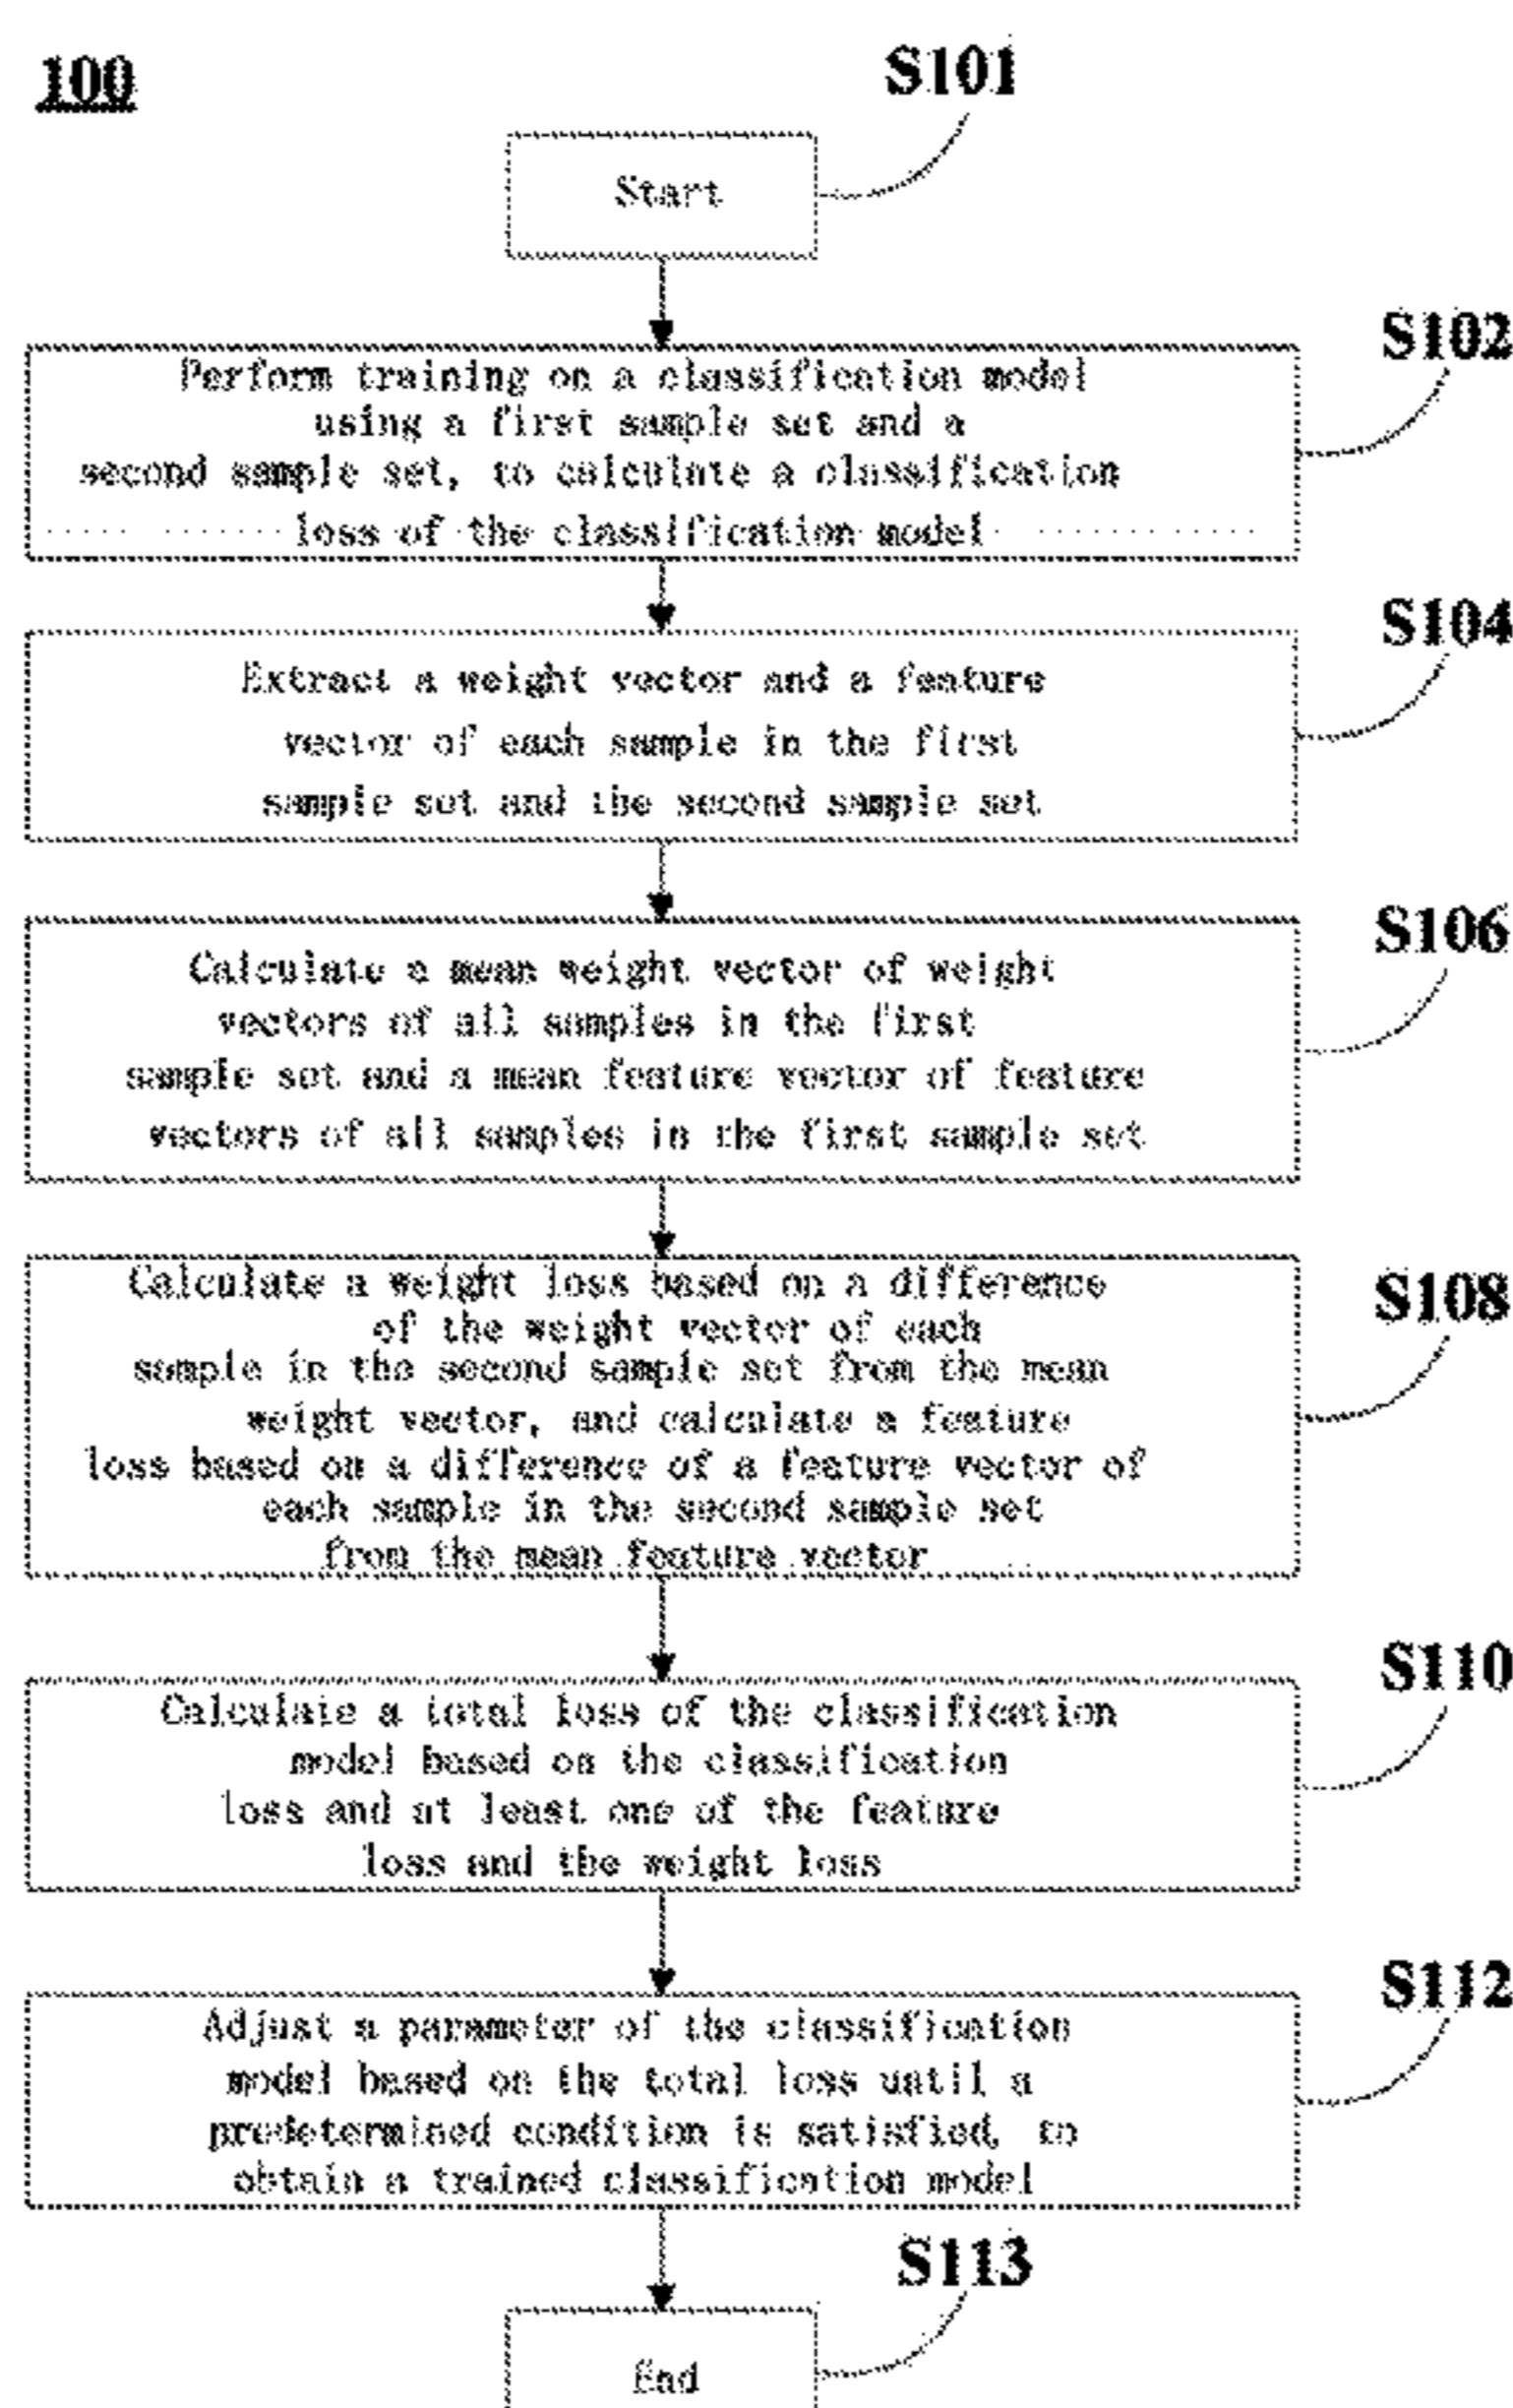 100
S101
Start
S102
Perform training on a classification model
using a first sample set and a
second sample set, to calculate a classification
loss of the classification model
S104
Extract a weight vector and a feature
vector of each sample in the first
sample set and the second sample set
S106
Calculate a mean weight vector of weight
vectors of all samples in the first
sample set and a mean feature vector of feature
vectors of all samples in the first sample set
S108
Calculate a weight loss based on a difference
of the weight vector of each
sample in the second sample set from the mean
weight vector, and calculate a feature
loss based on a difference of a feature vector of
each sample in the second sample set
from the mean feature vector
S110
Calculate a total loss of the classification
model based on the classification
loss and at least one of the feature
loss and the weight loss
S112
Adjust a parameter of the classification
model based on the total loss until a
predetermined condition is satisfied, to
obtain a trained classification model
S113
End